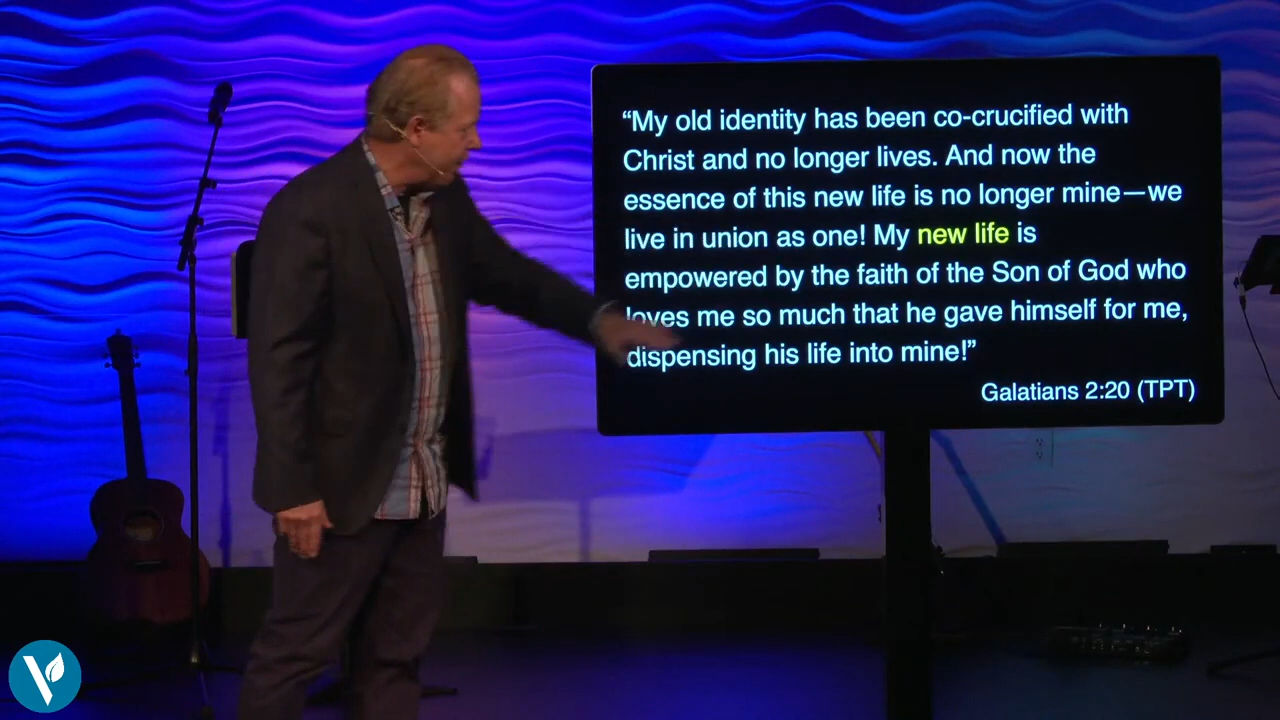 “My old identity has been co-crucified with
Christ and no longer lives. And now the
essence of this new life is no longer mine—we
live in union as one! My new life is
empowered by the faith of the Son of God who
loves me so much that he gave himself for me,
dispensing his life into mine!”
Galatians 2:20 (TPT)